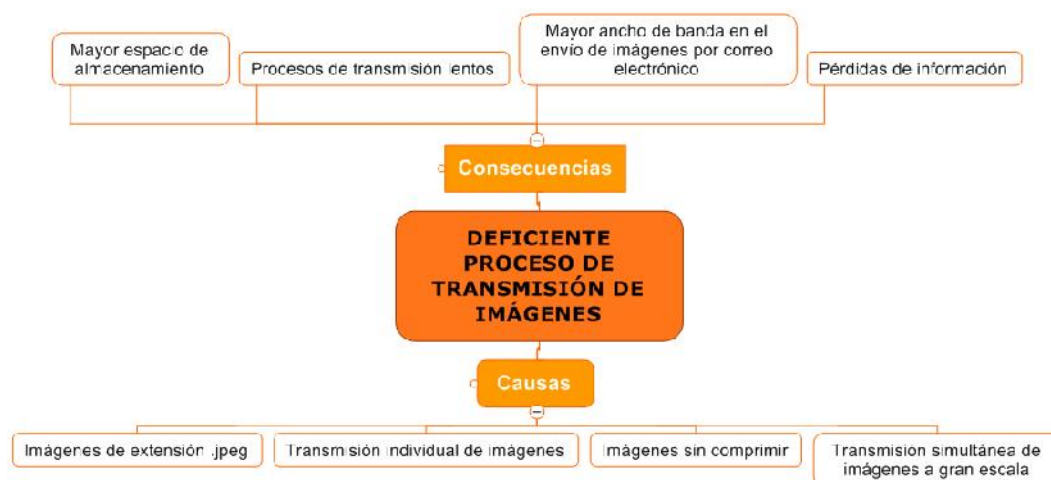 Mayor espacio de
almacenamiento
Procesos de transmisión lentos
Mayor ancho de banda en el
envío de imágenes por correo
electrónico
Pérdidas de información
Consecuencias
DEFICIENTE
PROCESO DE
TRANSMISIÓN DE
IMÁGENES
Causas
Imágenes de extensión .jpeg
Transmisión individual de imágenes
Imágenes sin comprimir
Transmisión simultánea de
imágenes a gran escala